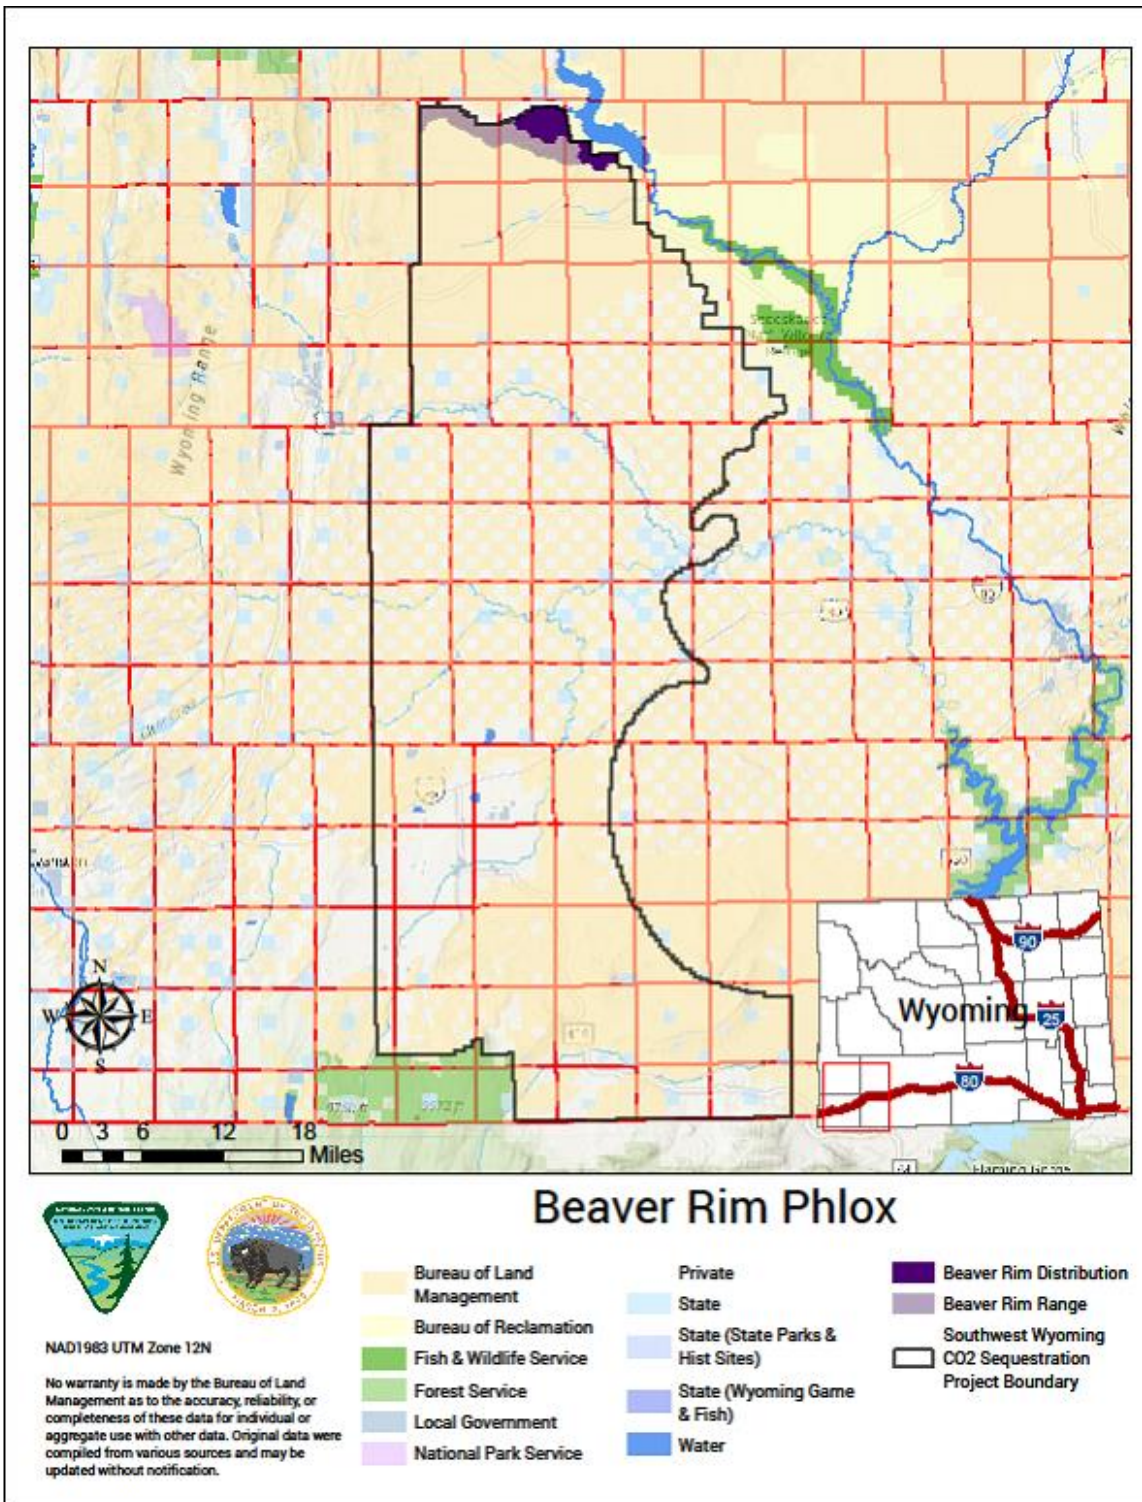 Wyoming Range
N
W
E
S
0 3 6 12 18
Miles
Wyoming
90
25
80
Beaver Rim Phlox
NAD1983 UTM Zone 12N
No warranty is made by the Bureau of Land
Management as to the accuracy, reliability, or
completeness of these data for individual or
aggregate use with other data. Original data were
compiled from various sources and may be
updated without notification.
Bureau of Land
Management
Bureau of Reclamation
Fish & Wildlife Service
Forest Service
Local Government
National Park Service
Private
State
State (State Parks &
Hist Sites)
State (Wyoming Game
& Fish)
Water
Beaver Rim Distribution
Beaver Rim Range
Southwest Wyoming
CO2 Sequestration
Project Boundary